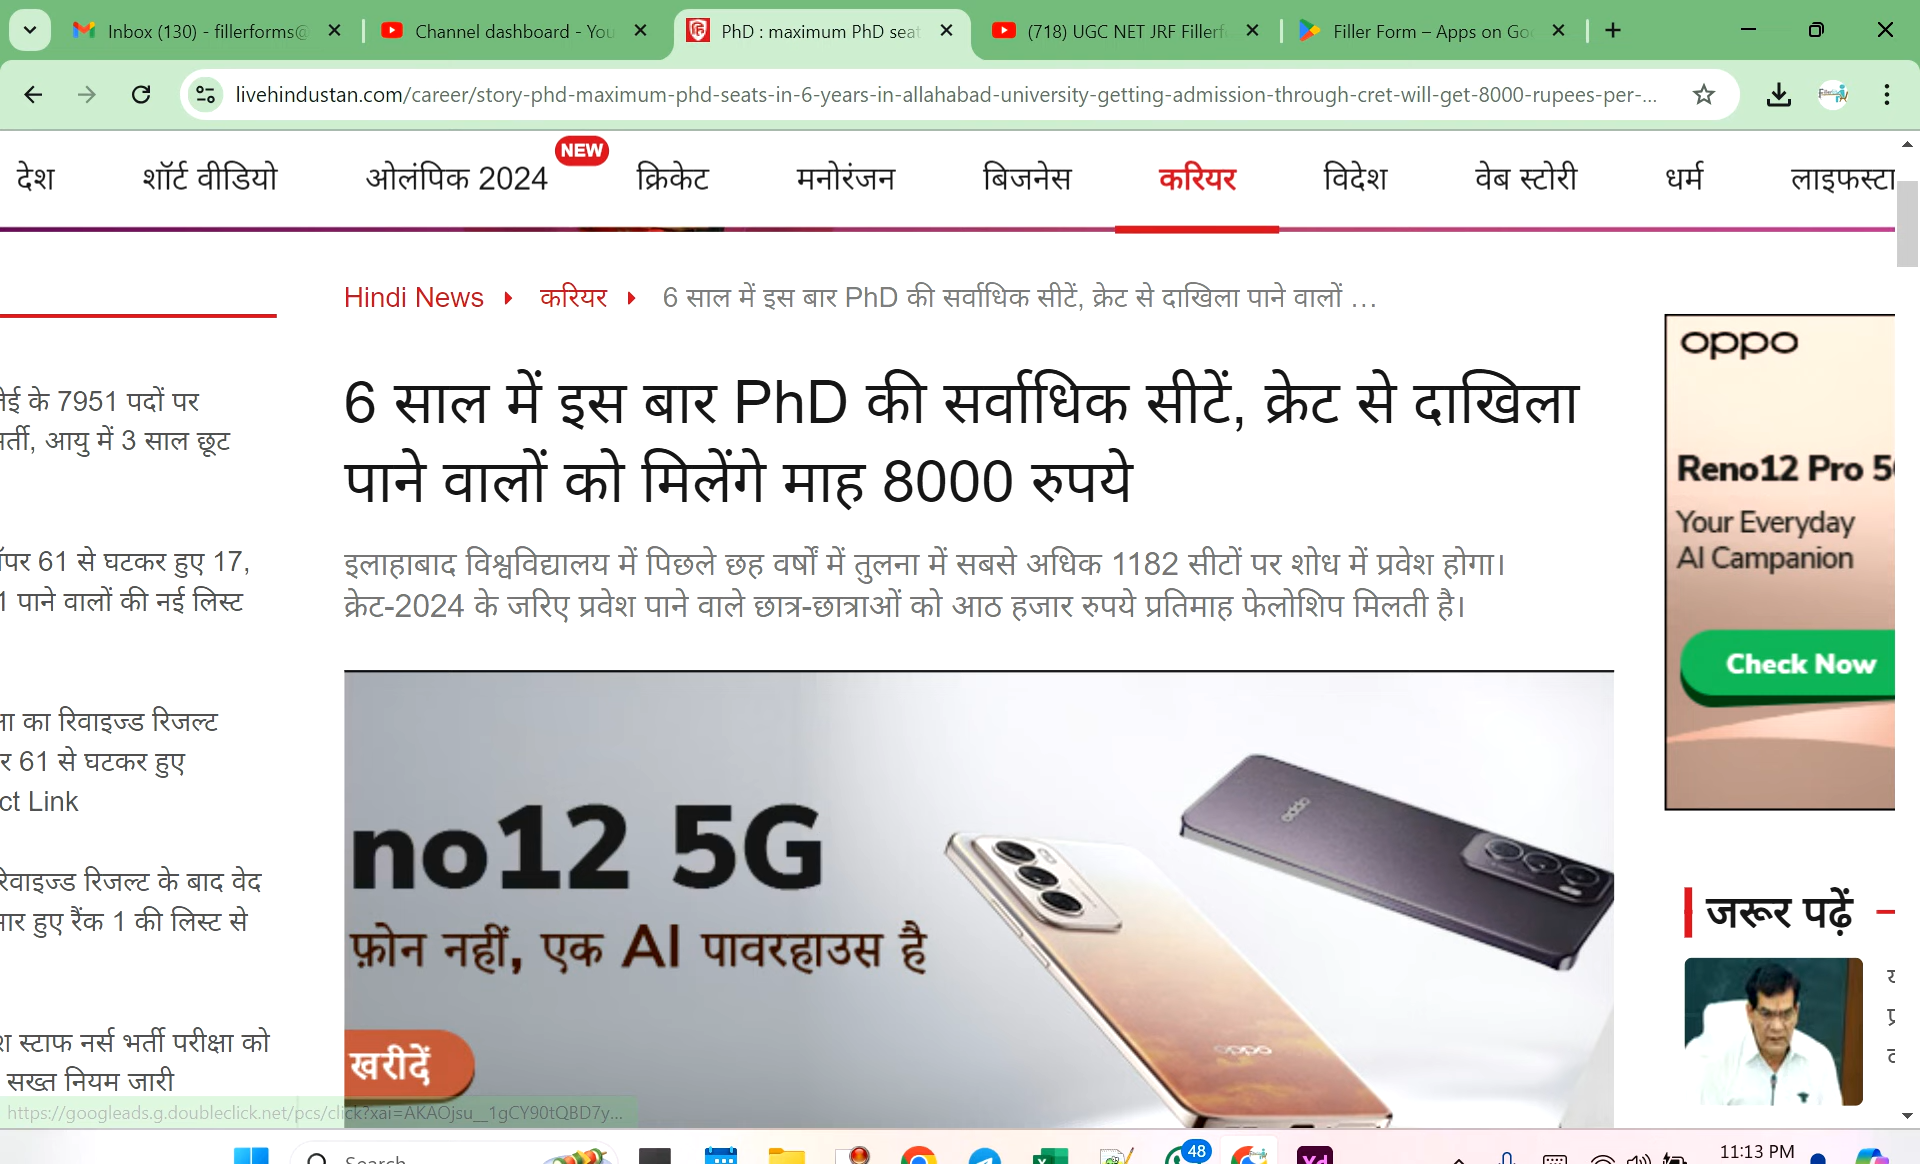 Inbox (130) - fillerforms@
Channel dashboard - You
PhD : maximum PhD seat
(718) UGC NET JRF Fillerf
Filler Form – Apps on Go
livehindustan.com/career/story-phd-maximum-phd-seats-in-6-years-in-allahabad-university-getting-admission-through-cret-will-get-8000-rupees-per-...
NEW
देश शॉर्ट वीडियो ओलंपिक 2024 क्रिकेट मनोरंजन बिजनेस करियर विदेश वेब स्टोरी धर्म लाइफस्टा
Hindi News करियर 6 साल में इस बार PhD की सर्वाधिक सीटें, क्रेट से दाखिला पाने वालों ...
6 साल में इस बार PhD की सर्वाधिक सीटें, क्रेट से दाखिला
पाने वालों को मिलेंगे माह 8000 रुपये
इलाहाबाद विश्वविद्यालय में पिछले छह वर्षों में तुलना में सबसे अधिक 1182 सीटों पर शोध में प्रवेश होगा।
क्रेट-2024 के जरिए प्रवेश पाने वाले छात्र-छात्राओं को आठ हजार रुपये प्रतिमाह फेलोशिप मिलती है।
के 7951 पदों पर
आयु में 3 साल छूट
61 से घटकर हुए 17,
पाने वालों की नई लिस्ट
का रिवाइज्ड रिजल्ट
61 से घटकर हुए
ct Link
रिजल्ट के बाद वेद
हुए रैंक 1 की लिस्ट से
स्टाफ नर्स भर्ती परीक्षा को
सख्त नियम जारी
no12 5G
फ़ोन नहीं, एक AI पावरहाउस है
खरीदें
oppo
oppo
oppo
Reno12 Pro 5
Your Everyday
AI Companion
Check Now
जरूर पढ़ें
https://googleads.g.doubleclick.net/pcs/click?xai=AKAOjsu__1gCY90tQBD7y...
Search
48
Xd
11:13 PM